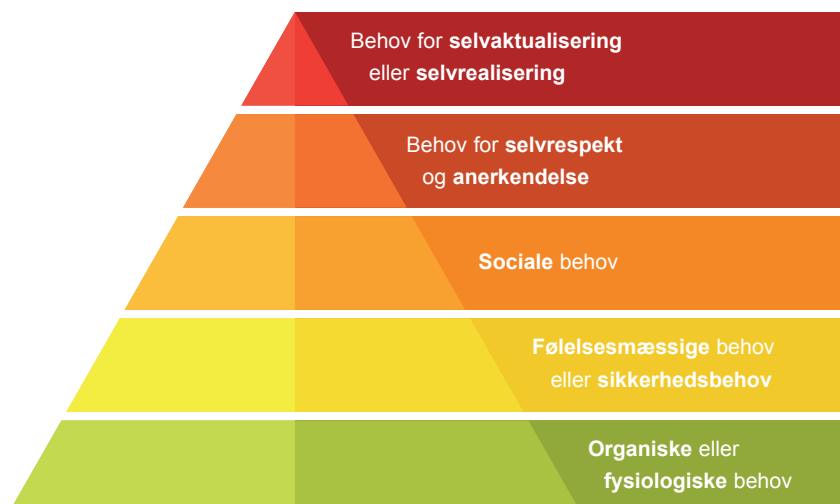 Behov for selvaktualisering
eller selvrealisering
Behov for selvrespekt
og anerkendelse
Sociale behov
Følelsesmæssige behov
eller sikkerhedsbehov
Organiske eller
fysiologiske behov